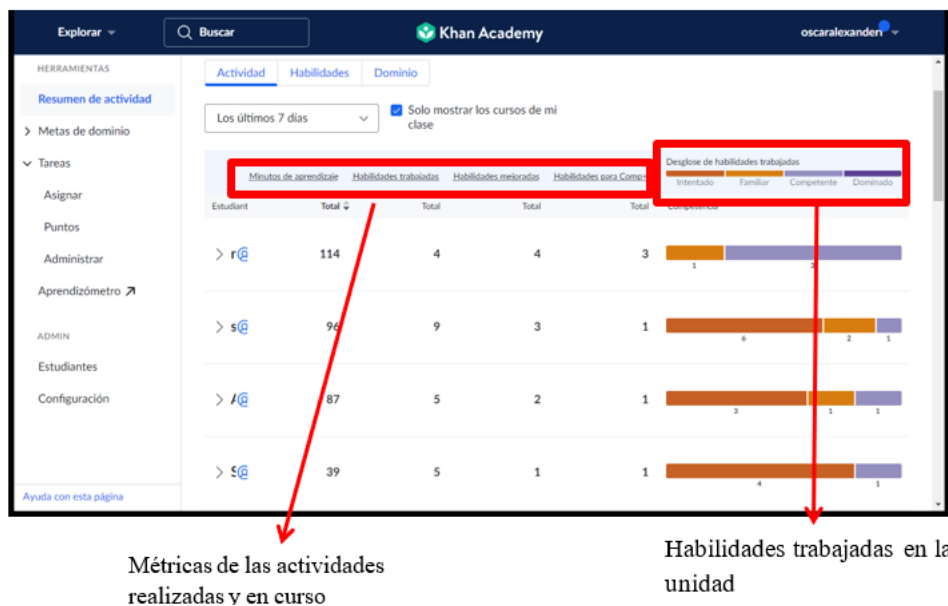 Explorar
Buscar
Khan Academy
oscaralexanderr
HERRAMIENTAS
Resumen de actividad
Metas de dominio
Tareas
Asignar
Puntos
Administrar
Aprendizómetro
ADMIN
Estudiantes
Configuración
Ayuda con esta página
Actividad Habilidades Dominio
Los últimos 7 días
Solo mostrar los cursos de mi
clase
Minutos de aprendizaje Habilidades trabajadas Habilidades mejoradas Habilidades para
Desglose de habilidades trabajadas
Intentado Familiar Competente Dominado
Estudiant Total Total Total Total Competencia
r@ 114 4 4 3
1 3
s@ 96 9 3 1
6 2 1
A@ 87 5 2 1
3 1 1
S@ 39 5 1 1
4 1
Métricas de las actividades
realizadas y en curso
Habilidades trabajadas en la
unidad